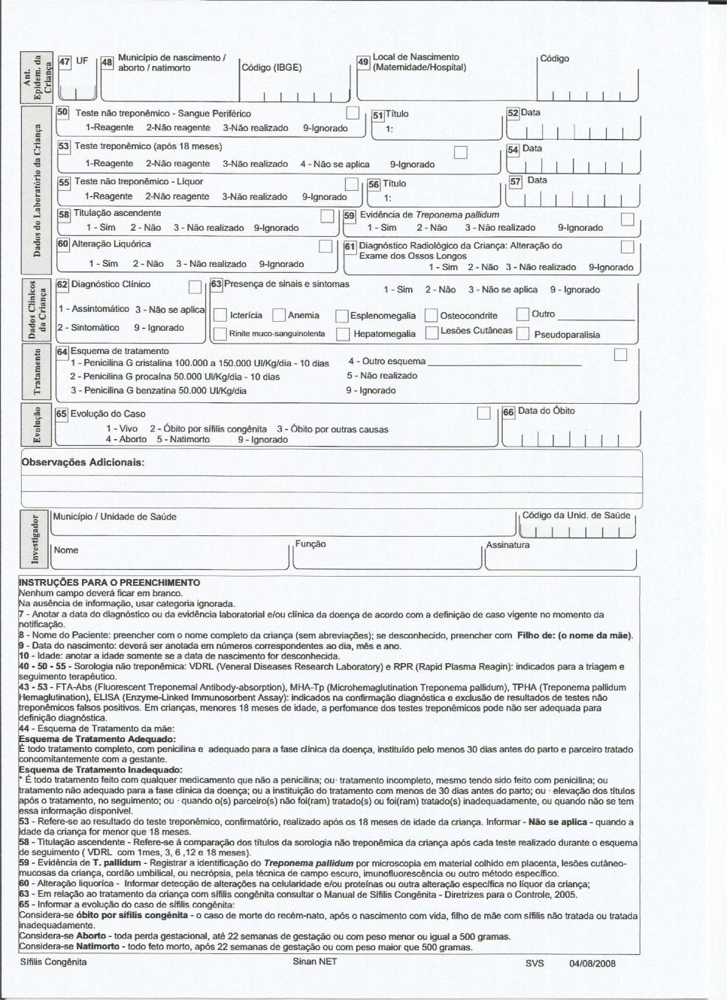 Ant. Epidem. da Criança
47 UF
48 Município de nascimento / aborto / natimorto
Código (IBGE)
49 Local de Nascimento (Maternidade/Hospital)
Código
Dados do Laboratório da Criança
50 Teste não treponêmico - Sangue Periférico
1-Reagente 2-Não reagente 3-Não realizado 9-Ignorado
51 Título
1:
52 Data
53 Teste treponêmico (após 18 meses)
1-Reagente 2-Não reagente 3-Não realizado 4 - Não se aplica 9-Ignorado
54 Data
55 Teste não treponêmico - Líquor
1-Reagente 2-Não reagente 3-Não realizado 9-Ignorado
56 Título
1:
57 Data
58 Titulação ascendente
1 - Sim 2 - Não 3 - Não realizado 9-Ignorado
59 Evidência de Treponema pallidum
1 - Sim 2 - Não 3 - Não realizado 9-Ignorado
60 Alteração Liquórica
1 - Sim 2 - Não 3 - Não realizado 9-Ignorado
61 Diagnóstico Radiológico da Criança: Alteração do
Exame dos Ossos Longos
1 - Sim 2 - Não 3 - Não realizado 9-Ignorado
Dados Clínicos da Criança
62 Diagnóstico Clínico
1 - Assintomático 3 - Não se aplica
2 - Sintomático 9 - Ignorado
63 Presença de sinais e sintomas
1 - Sim 2 - Não 3 - Não se aplica 9 - Ignorado
Icterícia Anemia Esplenomegalia Osteocondrite Outro
Rinite muco-sanguinolenta Hepatomegalia Lesões Cutâneas Pseudoparalisia
Tratamento
64 Esquema de tratamento
1 - Penicilina G cristalina 100.000 a 150.000 UI/Kg/dia - 10 dias 4 - Outro esquema
2 - Penicilina G procaína 50.000 UI/Kg/dia - 10 dias 5 - Não realizado
3 - Penicilina G benzatina 50.000 UI/Kg/dia 9 - Ignorado
Evolução
65 Evolução do Caso
1 - Vivo 2 - Óbito por sífilis congênita 3 - Óbito por outras causas
4 - Aborto 5 - Natimorto 9 - Ignorado
66 Data do Óbito
Observações Adicionais:
Investigador
Município / Unidade de Saúde
Código da Unid. de Saúde
Nome
Função
Assinatura
INSTRUÇÕES PARA O PREENCHIMENTO
Nenhum campo deverá ficar em branco.
Na ausência de informação, usar categoria ignorada.
7 - Anotar a data do diagnóstico ou da evidência laboratorial e/ou clínica da doença de acordo com a definição de caso vigente no momento da
notificação.
8 - Nome do Paciente: preencher com o nome completo da criança (sem abreviações); se desconhecido, preencher com Filho de: (o nome da mãe).
9 - Data do nascimento: deverá ser anotada em números correspondentes ao dia, mês e ano.
10 - Idade: anotar a idade somente se a data de nascimento for desconhecida.
40 - 50 - 55 - Sorologia não treponêmica: VDRL (Veneral Diseases Research Laboratory) e RPR (Rapid Plasma Reagin): indicados para a triagem e
seguimento terapêutico.
43 - 53 - FTA-Abs (Fluorescent Treponemal Antibody-absorption), MHA-Tp (Microhemaglutination Treponema pallidum), TPHA (Treponema pallidum
Hemaglutination), ELISA (Enzyme-Linked Immunosorbent Assay): indicados na confirmação diagnóstica e exclusão de resultados de testes não
treponêmicos falsos positivos. Em crianças, menores 18 meses de idade, a perfomance dos testes treponêmicos pode não ser adequada para
definição diagnóstica.
44 - Esquema de Tratamento da mãe:
Esquema de Tratamento Adequado:
É todo tratamento completo, com penicilina e adequado para a fase clínica da doença, instituído pelo menos 30 dias antes do parto e parceiro tratado
concomitantemente com a gestante.
Esquema de Tratamento Inadequado:
* É todo tratamento feito com qualquer medicamento que não a penicilina; ou· tratamento incompleto, mesmo tendo sido feito com penicilina; ou
tratamento não adequado para a fase clínica da doença; ou a instituição do tratamento com menos de 30 dias antes do parto; ou · elevação dos títulos
após o tratamento, no seguimento; ou · quando o(s) parceiro(s) não foi(ram) tratado(s) ou foi(ram) tratado(s) inadequadamente, ou quando não se tem
essa informação disponível.
53 - Refere-se ao resultado do teste treponêmico, confirmatório, realizado após os 18 meses de idade da criança. Informar - Não se aplica - quando a
idade da criança for menor que 18 meses.
58 - Titulação ascendente - Refere-se à comparação dos títulos da sorologia não treponêmica da criança após cada teste realizado durante o esquema
de seguimento ( VDRL com 1mes, 3, 6 ,12 e 18 meses).
59 - Evidência de T. pallidum - Registrar a identificação do Treponema pallidum por microscopia em material colhido em placenta, lesões cutâneo-
mucosas da criança, cordão umbilical, ou necrópsia, pela técnica de campo escuro, imunofluorescência ou outro método específico.
60 - Alteração liquoríca - Informar detecção de alterações na celularidade e/ou proteínas ou outra alteração específica no líquor da criança;
63 - Em relação ao tratamento da criança com sífilis congênita consultar o Manual de Sífilis Congênita - Diretrizes para o Controle, 2005.
65 - Informar a evolução do caso de sífilis congênita:
Considera-se óbito por sífilis congênita - o caso de morte do recém-nato, após o nascimento com vida, filho de mãe com sífilis não tratada ou tratada
inadequadamente.
Considera-se Aborto - toda perda gestacional, até 22 semanas de gestação ou com peso menor ou igual a 500 gramas.
Considera-se Natimorto - todo feto morto, após 22 semanas de gestação ou com peso maior que 500 gramas.
Sífilis Congênita Sinan NET SVS 04/08/2008